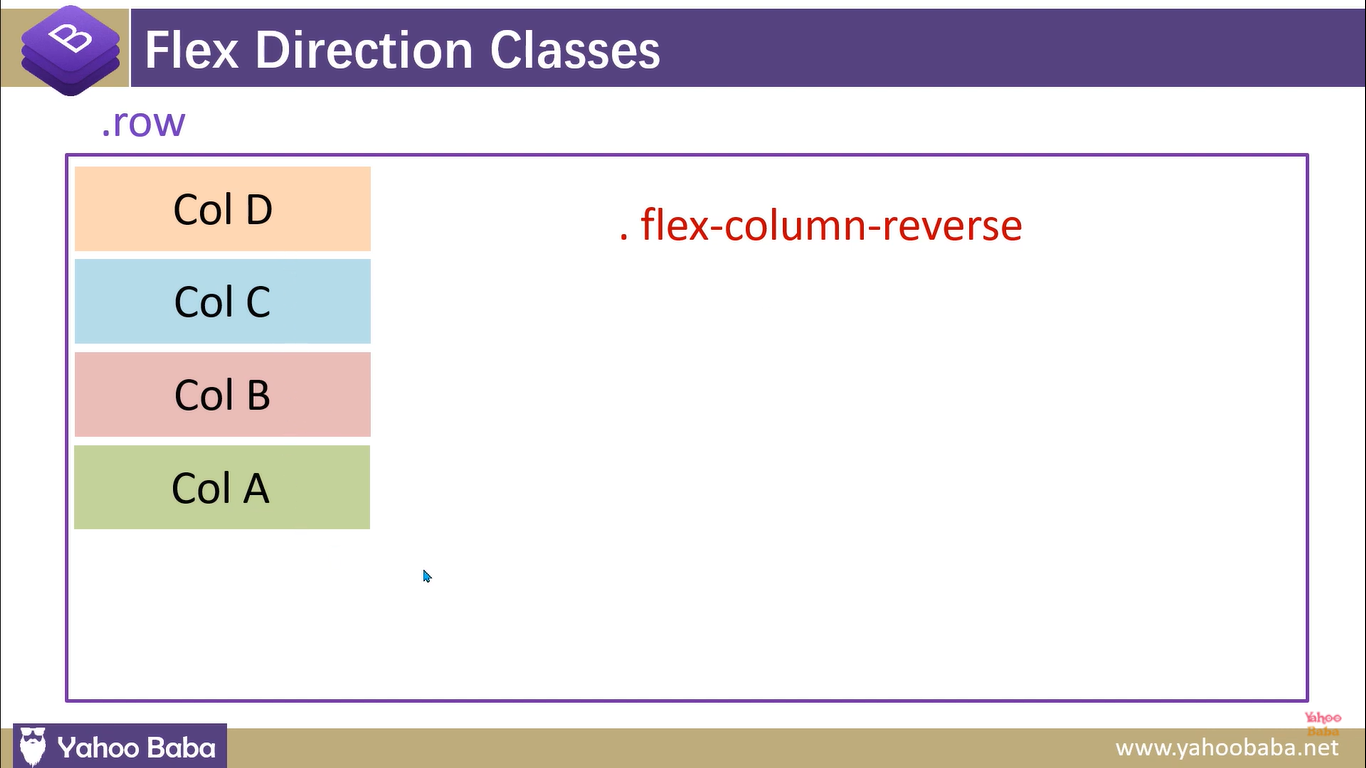 B
Flex Direction Classes
.row
Col D
. flex-column-reverse
Col C
Col B
Col A
Yahoo
Baba
Yahoo Baba
www.yahoobaba.net